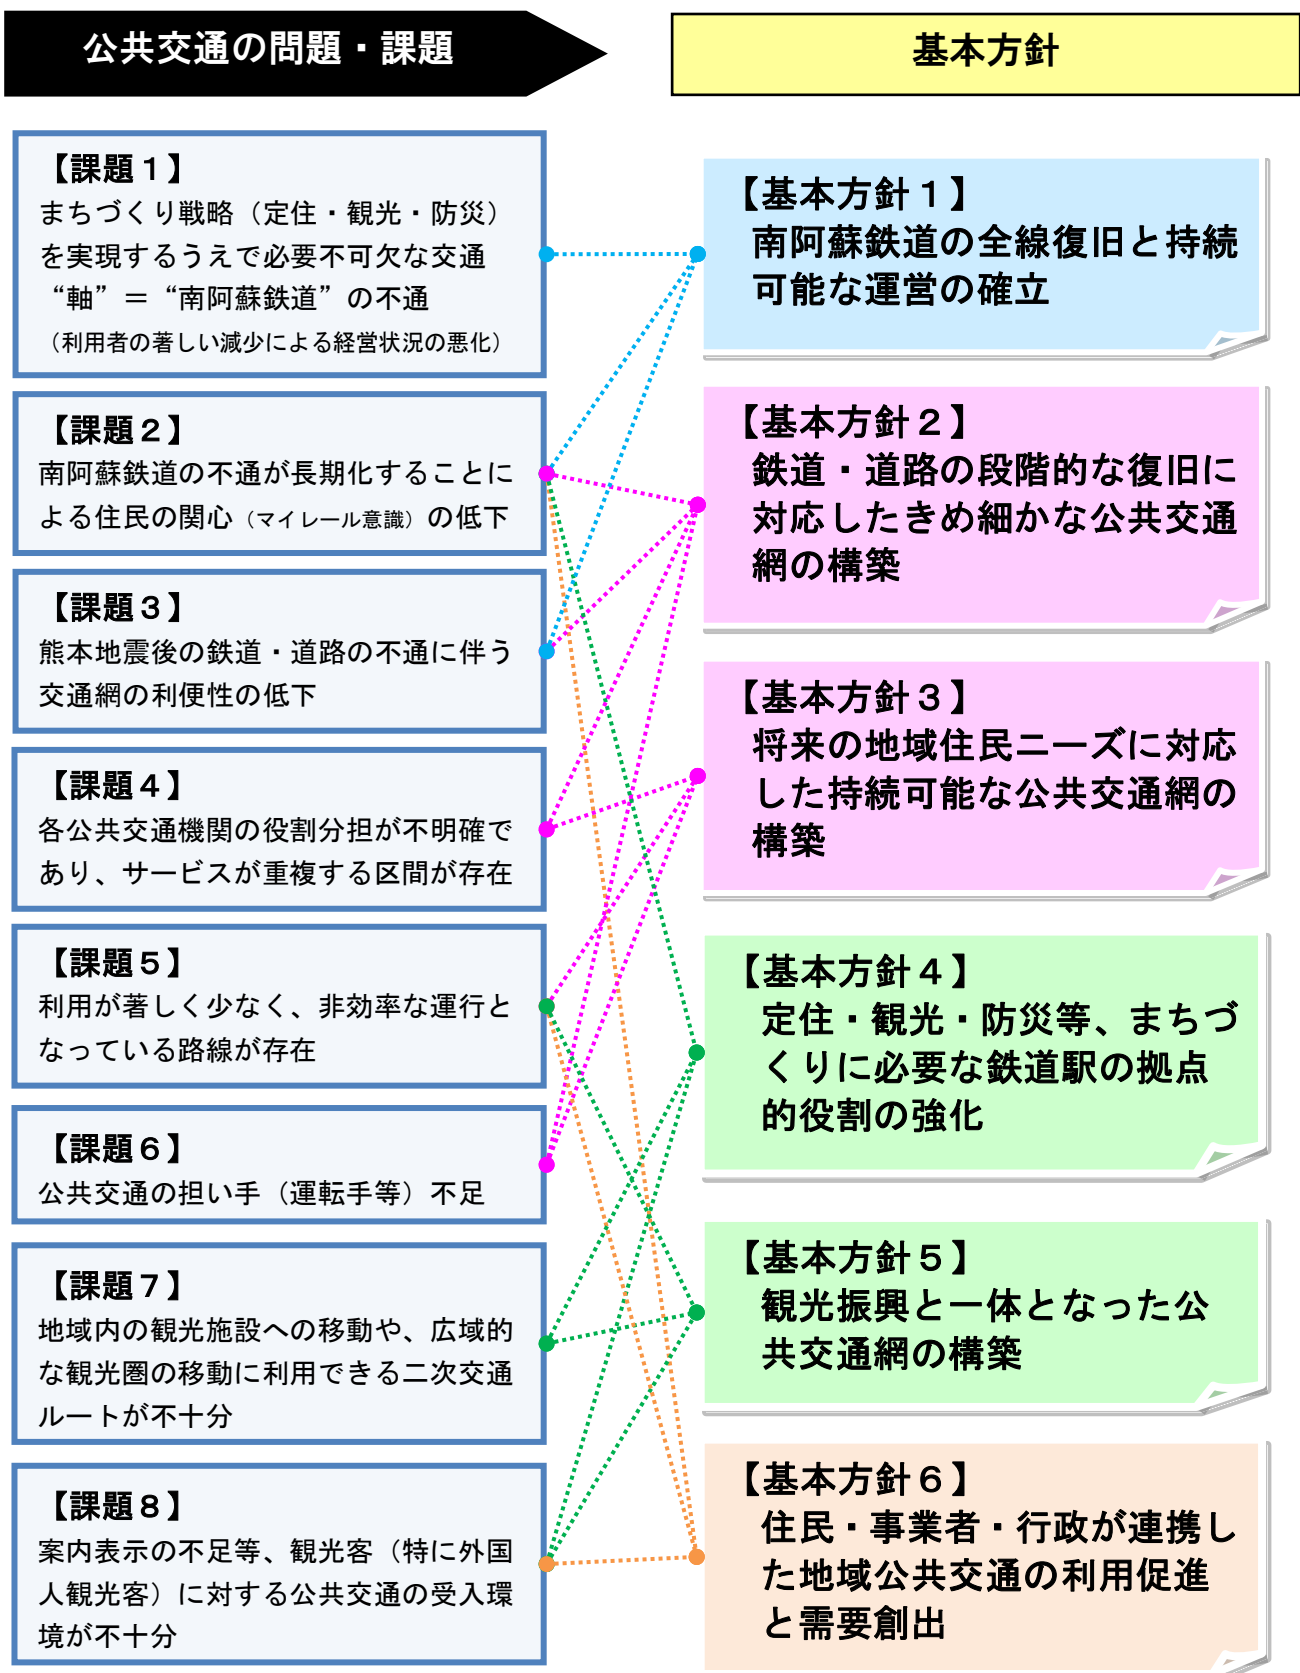 公共交通の問題・課題
【課題１】
まちづくり戦略（定住・観光・防災）
を実現するうえで必要不可欠な交通
“軸”＝“南阿蘇鉄道”の不通
（利用者の著しい減少による経営状況の悪化）
【課題２】
南阿蘇鉄道の不通が長期化することに
よる住民の関心（マイレール意識）の低下
【課題３】
熊本地震後の鉄道・道路の不通に伴う
交通網の利便性の低下
【課題４】
各公共交通機関の役割分担が不明確で
あり、サービスが重複する区間が存在
【課題５】
利用が著しく少なく、非効率な運行と
なっている路線が存在
【課題６】
公共交通の担い手（運転手等）不足
【課題７】
地域内の観光施設への移動や、広域的
な観光圏の移動に利用できる二次交通
ルートが不十分
【課題８】
案内表示の不足等、観光客（特に外国
人観光客）に対する公共交通の受入環
境が不十分
基本方針
【基本方針１】
南阿蘇鉄道の全線復旧と持続
可能な運営の確立
【基本方針２】
鉄道・道路の段階的な復旧に
対応したきめ細かな公共交通
網の構築
【基本方針３】
将来の地域住民ニーズに対応
した持続可能な公共交通網の
構築
【基本方針４】
定住・観光・防災等、まちづ
くりに必要な鉄道駅の拠点
的役割の強化
【基本方針５】
観光振興と一体となった公
共交通網の構築
【基本方針６】
住民・事業者・行政が連携し
た地域公共交通の利用促進
と需要創出